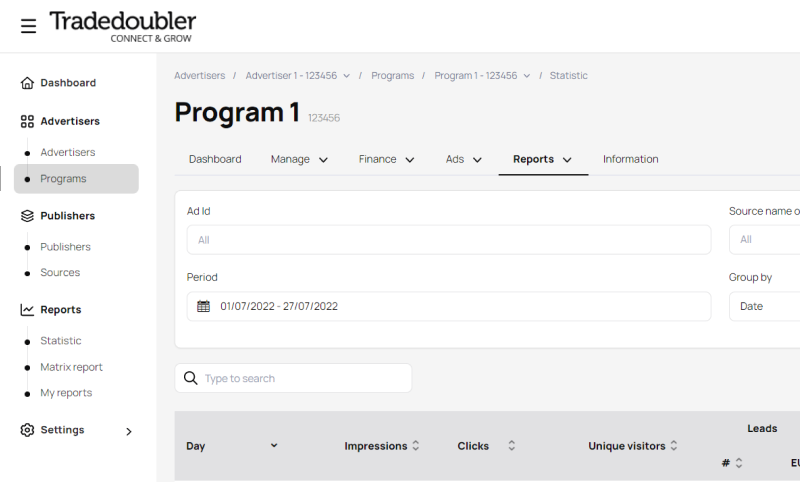 Tradedoubler
CONNECT & GROW
Dashboard
Advertisers
Advertisers
Programs
Publishers
Publishers
Sources
Reports
Statistic
Matrix report
My reports
Settings
Advertisers / Advertiser 1 - 123456 / Programs / Program 1 - 123456 / Statistic
Program 1 123456
Dashboard Manage Finance Ads Reports Information
Ad Id
All
Source name o
All
Period
01/07/2022 - 27/07/2022
Group by
Date
Type to search
Leads
Day Impressions Clicks Unique visitors
# EU